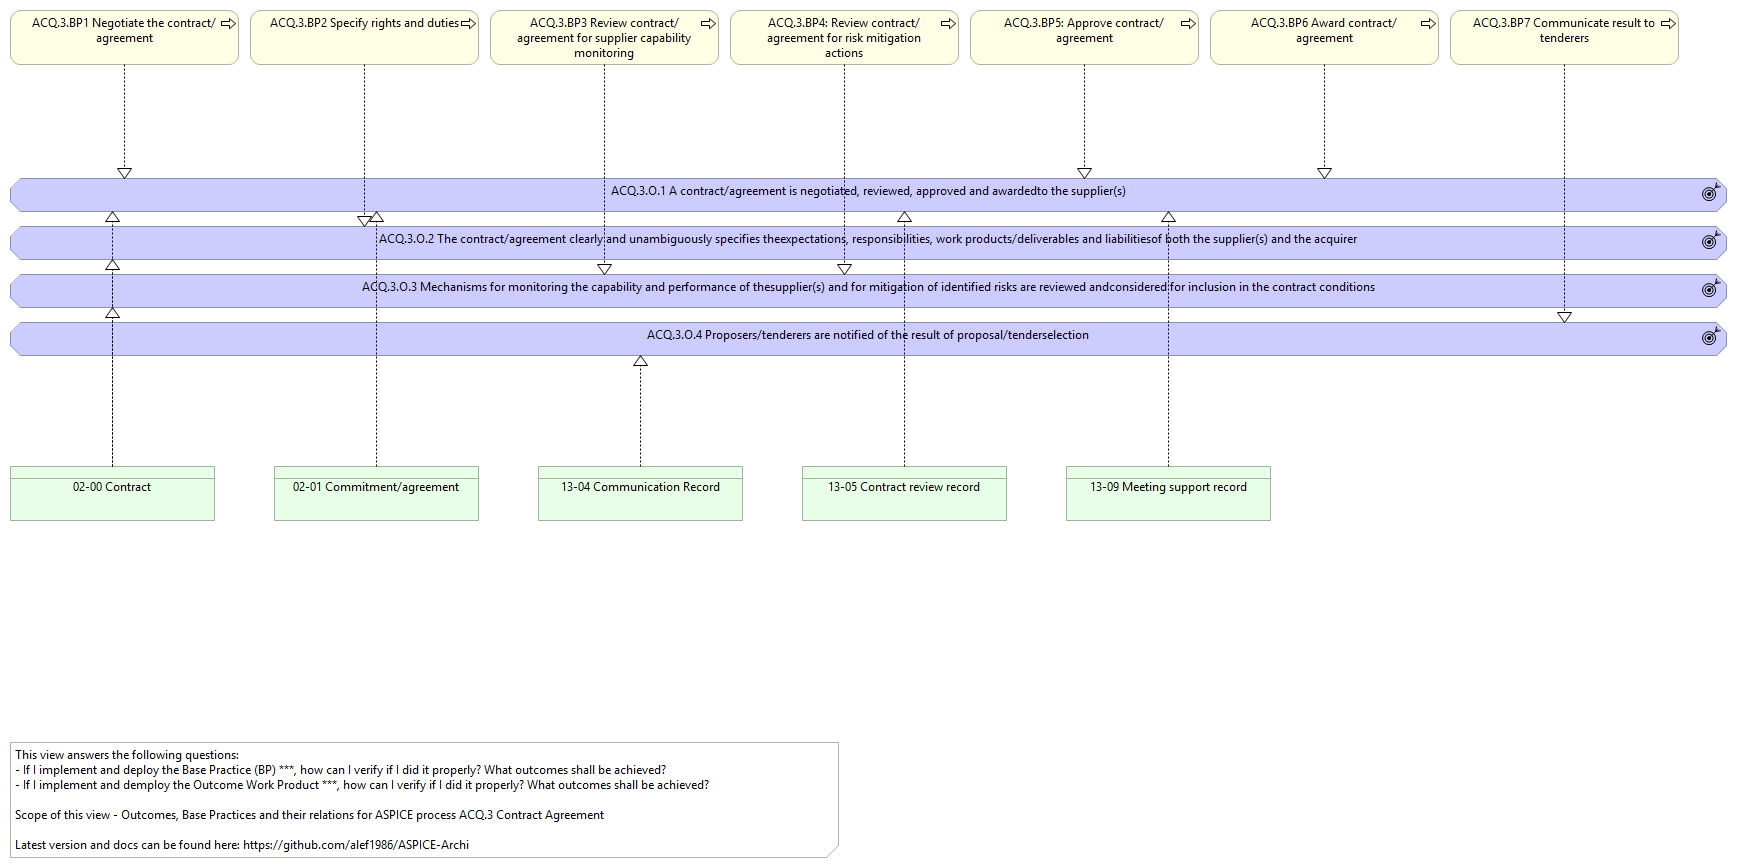 ACQ.3.BP1 Negotiate the contract/
agreement
ACQ.3.BP2 Specify rights and duties
ACQ.3.BP3 Review contract/
agreement for supplier capability
monitoring
ACQ.3.BP4: Review contract/
agreement for risk mitigation
actions
ACQ.3.BP5: Approve contract/
agreement
ACQ.3.BP6 Award contract/
agreement
ACQ.3.BP7 Communicate result to
tenderers
ACQ.3.O.1 A contract/agreement is negotiated, reviewed, approved and awardedto the supplier(s)
ACQ.3.O.2 The contract/agreement clearly and unambiguously specifies theexpectations, responsibilities, work products/deliverables and liabilitiesof both the supplier(s) and the acquirer
ACQ.3.O.3 Mechanisms for monitoring the capability and performance of thesupplier(s) and for mitigation of identified risks are reviewed andconsidered for inclusion in the contract conditions
ACQ.3.O.4 Proposers/tenderers are notified of the result of proposal/tenderselection
02-00 Contract
02-01 Commitment/agreement
13-04 Communication Record
13-05 Contract review record
13-09 Meeting support record
This view answers the following questions:
- If I implement and deploy the Base Practice (BP) ***, how can I verify if I did it properly? What outcomes shall be achieved?
- If I implement and demploy the Outcome Work Product ***, how can I verify if I did it properly? What outcomes shall be achieved?
Scope of this view - Outcomes, Base Practices and their relations for ASPICE process ACQ.3 Contract Agreement
Latest version and docs can be found here: https://github.com/alef1986/ASPICE-Archi